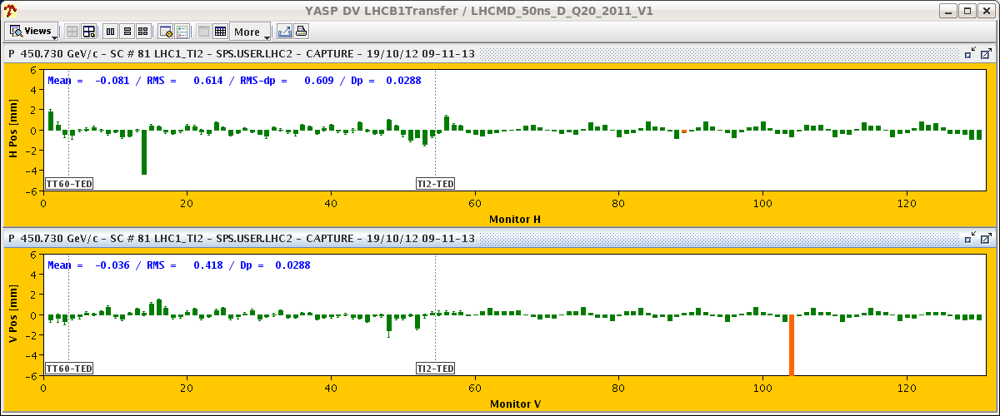 YASP DV LHCB1Transfer / LHCMD_50ns_D_Q20_2011_V1
Views
More
P 450.730 GeV/c - SC # 81 LHC1_TI2 - SPS.USER.LHC2 - CAPTURE - 19/10/12 09-11-13
Mean = -0.081 / RMS = 0.614 / RMS-dp = 0.609 / Dp = 0.0288
H Pos [mm]
6
4
2
0
-2
-4
-6
TT60-TED
TI2-TED
0 20 40 60 80 100 120
Monitor H
P 450.730 GeV/c - SC # 81 LHC1_TI2 - SPS.USER.LHC2 - CAPTURE - 19/10/12 09-11-13
Mean = -0.036 / RMS = 0.418 / Dp = 0.0288
V Pos [mm]
6
4
2
0
-2
-4
-6
TT60-TED
TI2-TED
0 20 40 60 80 100 120
Monitor V